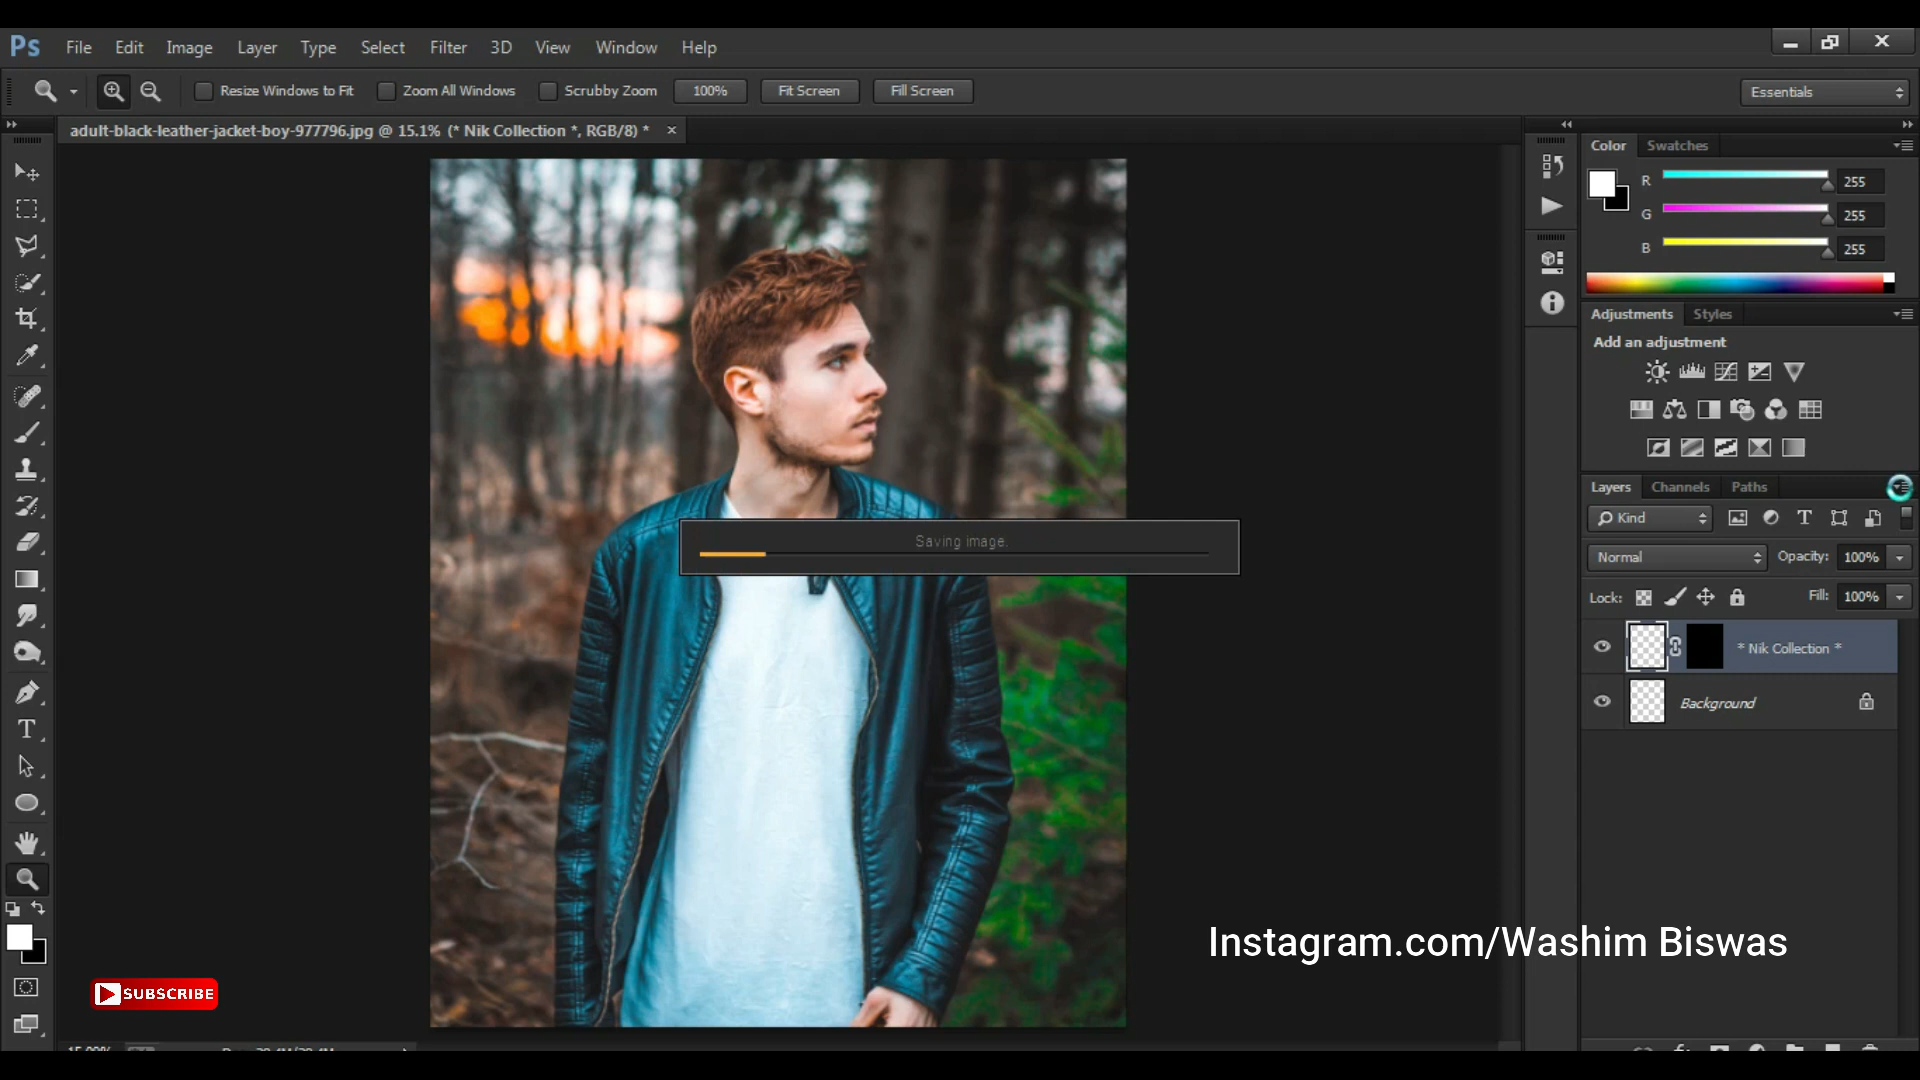 Ps File Edit Image Layer Type Select Filter 3D View Window Help
Resize Windows to Fit Zoom All Windows Scrubby Zoom 100% Fit Screen Fill Screen Essentials
adult-black-leather-jacket-boy-977796.jpg @ 15.1% (* Nik Collection *, RGB/8) *
Color Swatches
R 255
G 255
B 255
Adjustments Styles
Add an adjustment
Layers Channels Paths
Kind
Normal Opacity: 100%
Lock: Fill: 100%
* Nik Collection *
Background
Saving image.
Instagram.com/Washim Biswas
SUBSCRIBE